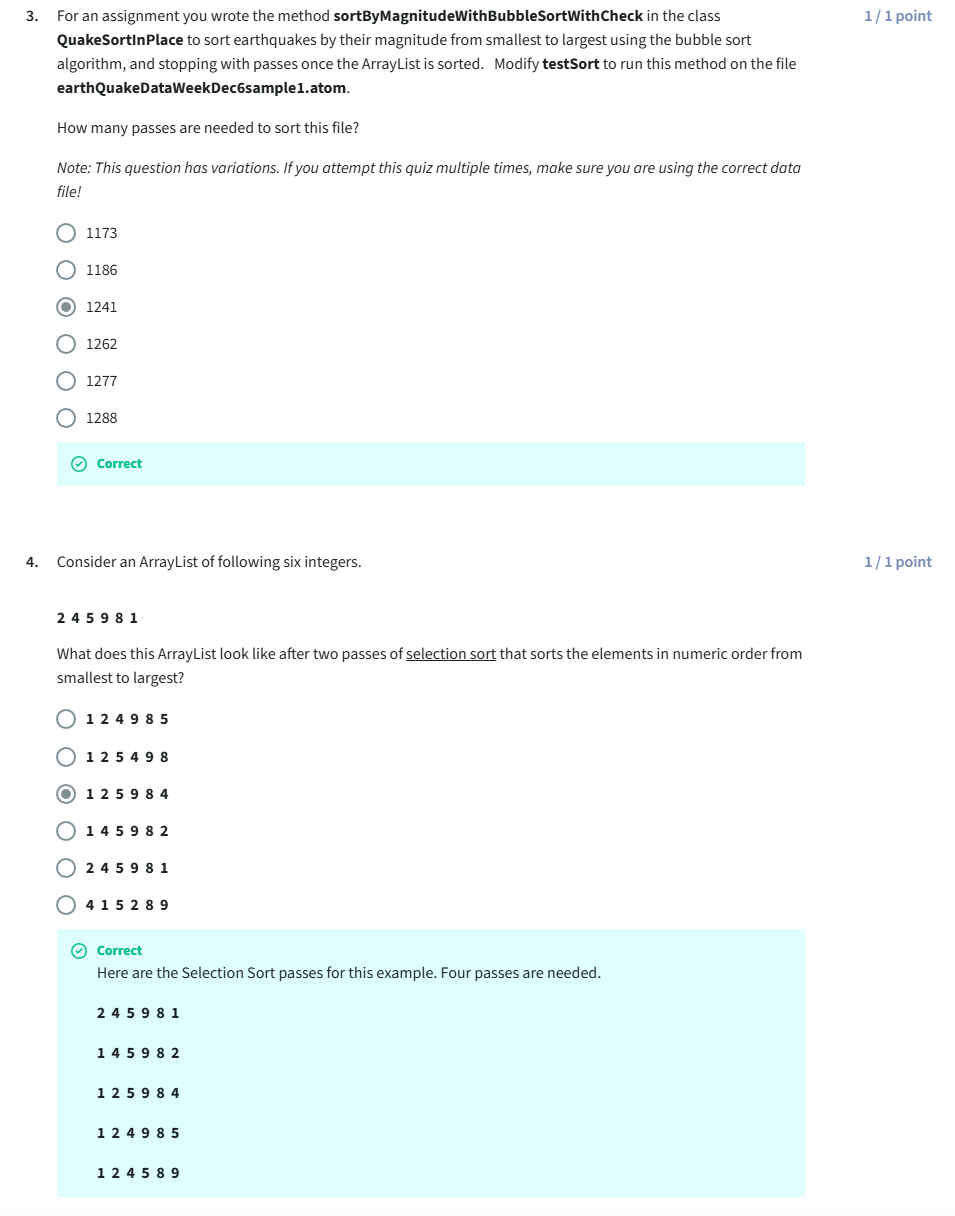 3. For an assignment you wrote the method sortByMagnitudeWithBubbleSortWithCheck in the class 1 / 1 point
QuakeSortInPlace to sort earthquakes by their magnitude from smallest to largest using the bubble sort
algorithm, and stopping with passes once the ArrayList is sorted. Modify testSort to run this method on the file
earthQuakeDataWeekDec6sample1.atom.
How many passes are needed to sort this file?
Note: This question has variations. If you attempt this quiz multiple times, make sure you are using the correct data
file!
1173
1186
1241
1262
1277
1288
Correct
4. Consider an ArrayList of following six integers. 1 / 1 point
2 4 5 9 8 1
What does this ArrayList look like after two passes of selection sort that sorts the elements in numeric order from
smallest to largest?
1 2 4 9 8 5
1 2 5 4 9 8
1 2 5 9 8 4
1 4 5 9 8 2
2 4 5 9 8 1
4 1 5 2 8 9
Correct
Here are the Selection Sort passes for this example. Four passes are needed.
2 4 5 9 8 1
1 4 5 9 8 2
1 2 5 9 8 4
1 2 4 9 8 5
1 2 4 5 8 9